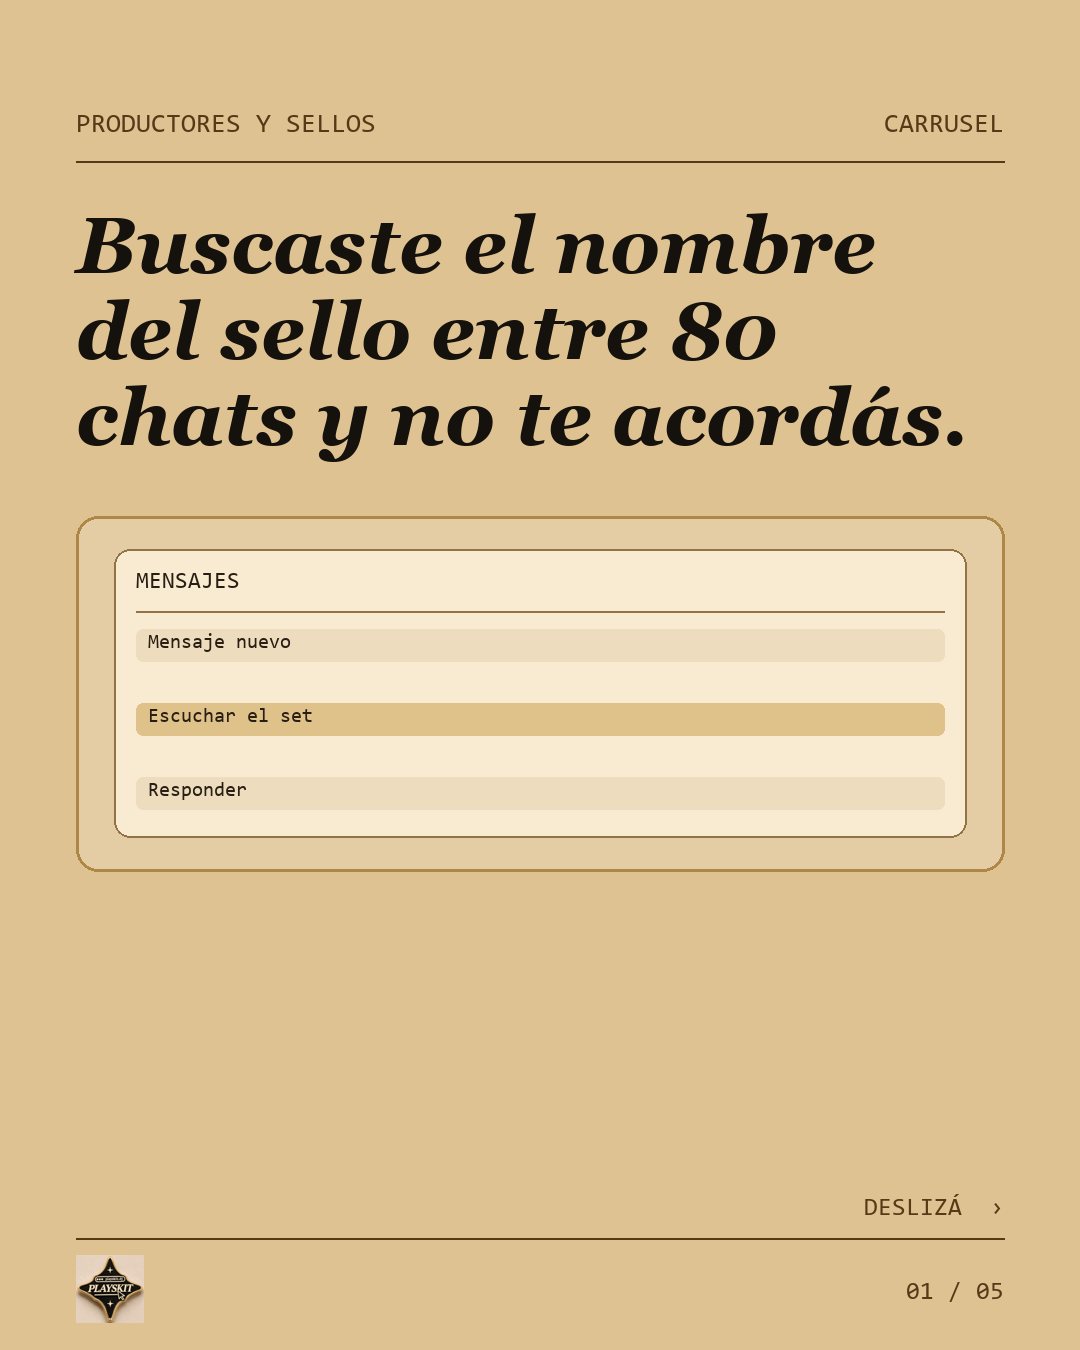 PRODUCTORES Y SELLOS
CARRUSEL
Buscaste el nombre
del sello entre 80
chats y no te acordás.
MENSAJES
Mensaje nuevo
Escuchar el set
Responder
DESLIZÁ ›
PLAYSKIT
01 / 05